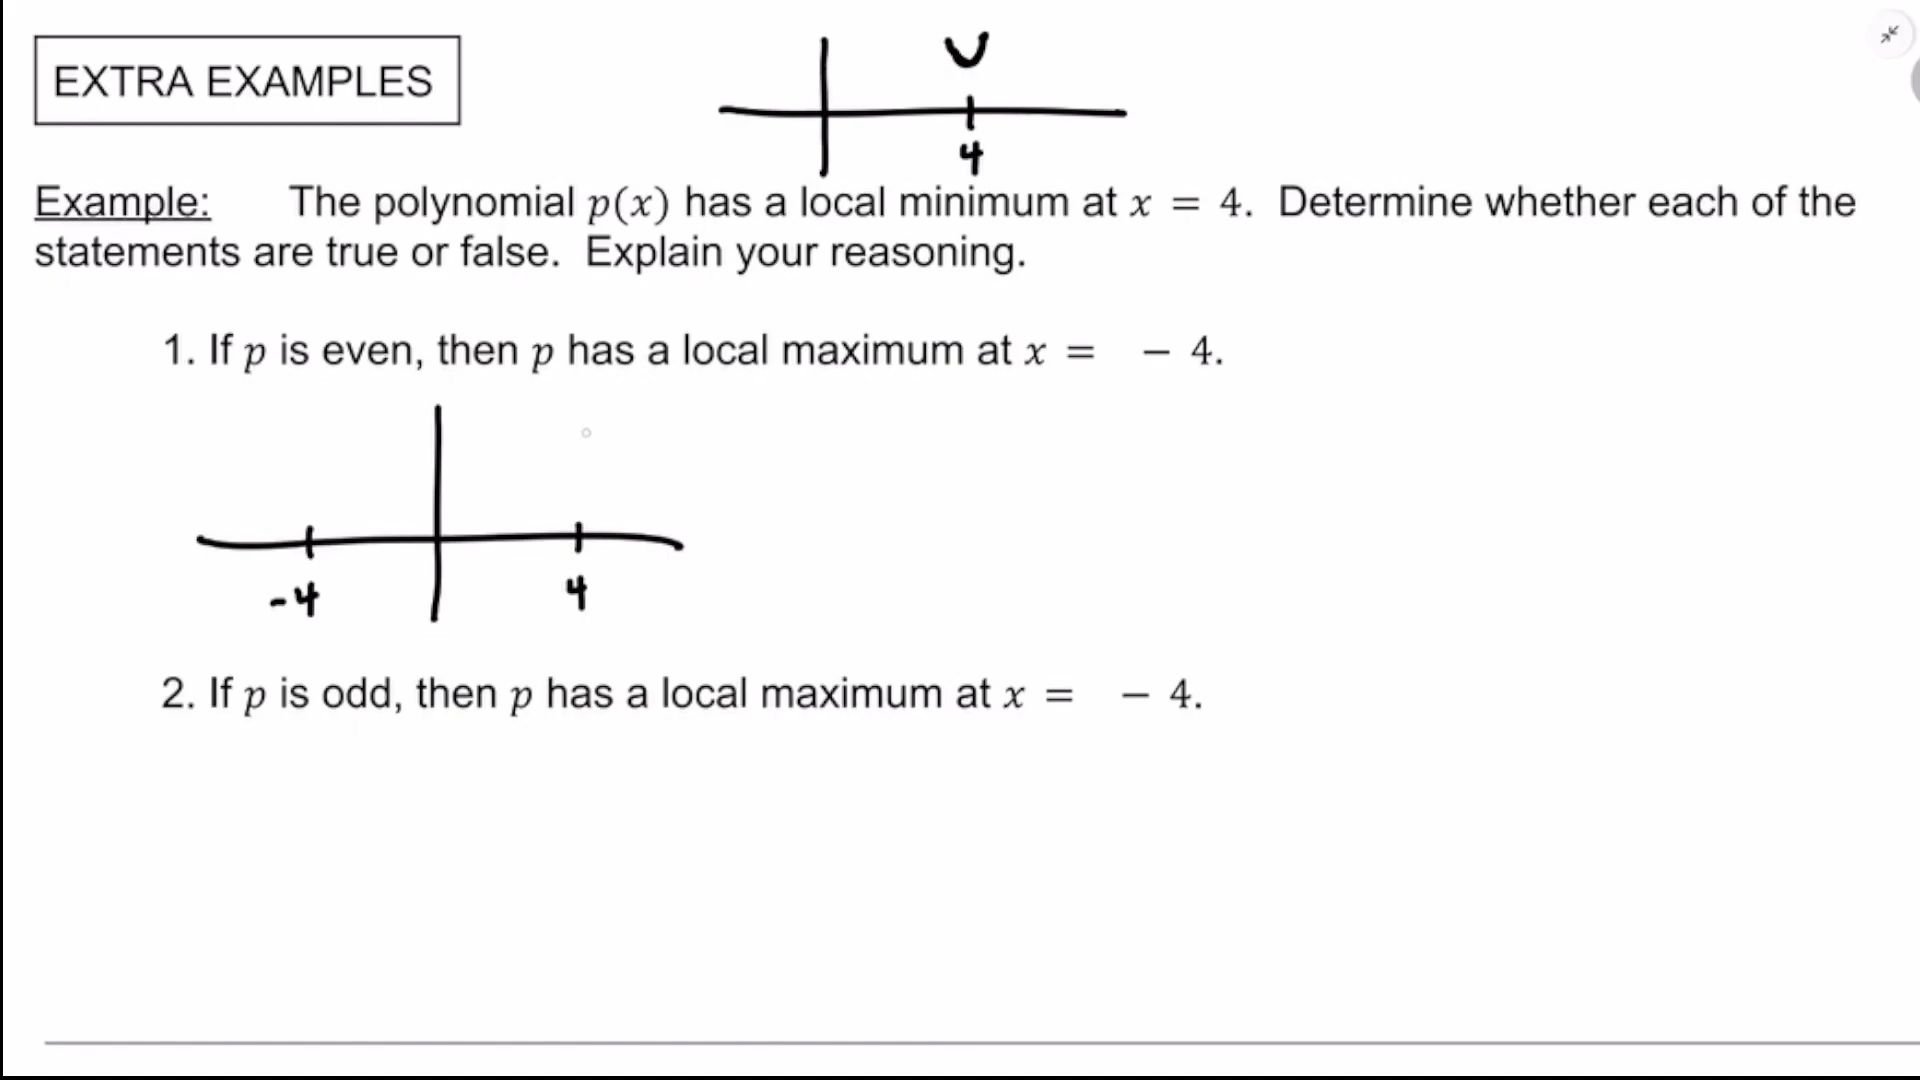 EXTRA EXAMPLES
4
Example: The polynomial p(x) has a local minimum at x = 4. Determine whether each of the
statements are true or false. Explain your reasoning.
1. If p is even, then p has a local maximum at x = − 4.
-4 4
2. If p is odd, then p has a local maximum at x = − 4.